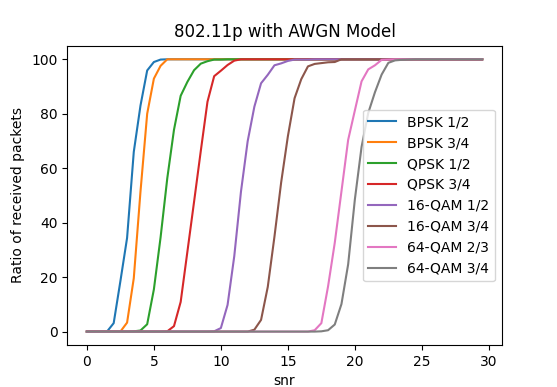 802.11p with AWGN Model
Ratio of received packets
100
80
60
40
20
0
BPSK 1/2
BPSK 3/4
QPSK 1/2
QPSK 3/4
16-QAM 1/2
16-QAM 3/4
64-QAM 2/3
64-QAM 3/4
0 5 10 15 20 25 30
snr